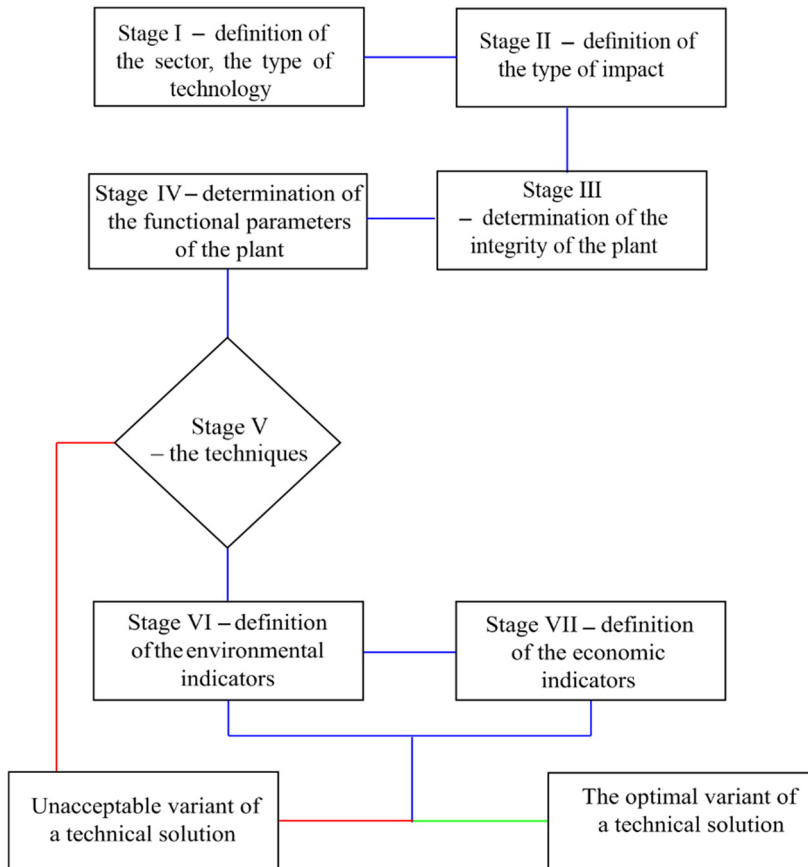 Stage I – definition of
the sector, the type of
technology
Stage II – definition of
the type of impact
Stage III
– determination of the
integrity of the plant
Stage IV – determination of
the functional parameters
of the plant
Stage V
– the techniques
Stage VI – definition
of the environmental
indicators
Stage VII – definition
of the economic
indicators
Unacceptable variant of
a technical solution
The optimal variant of
a technical solution